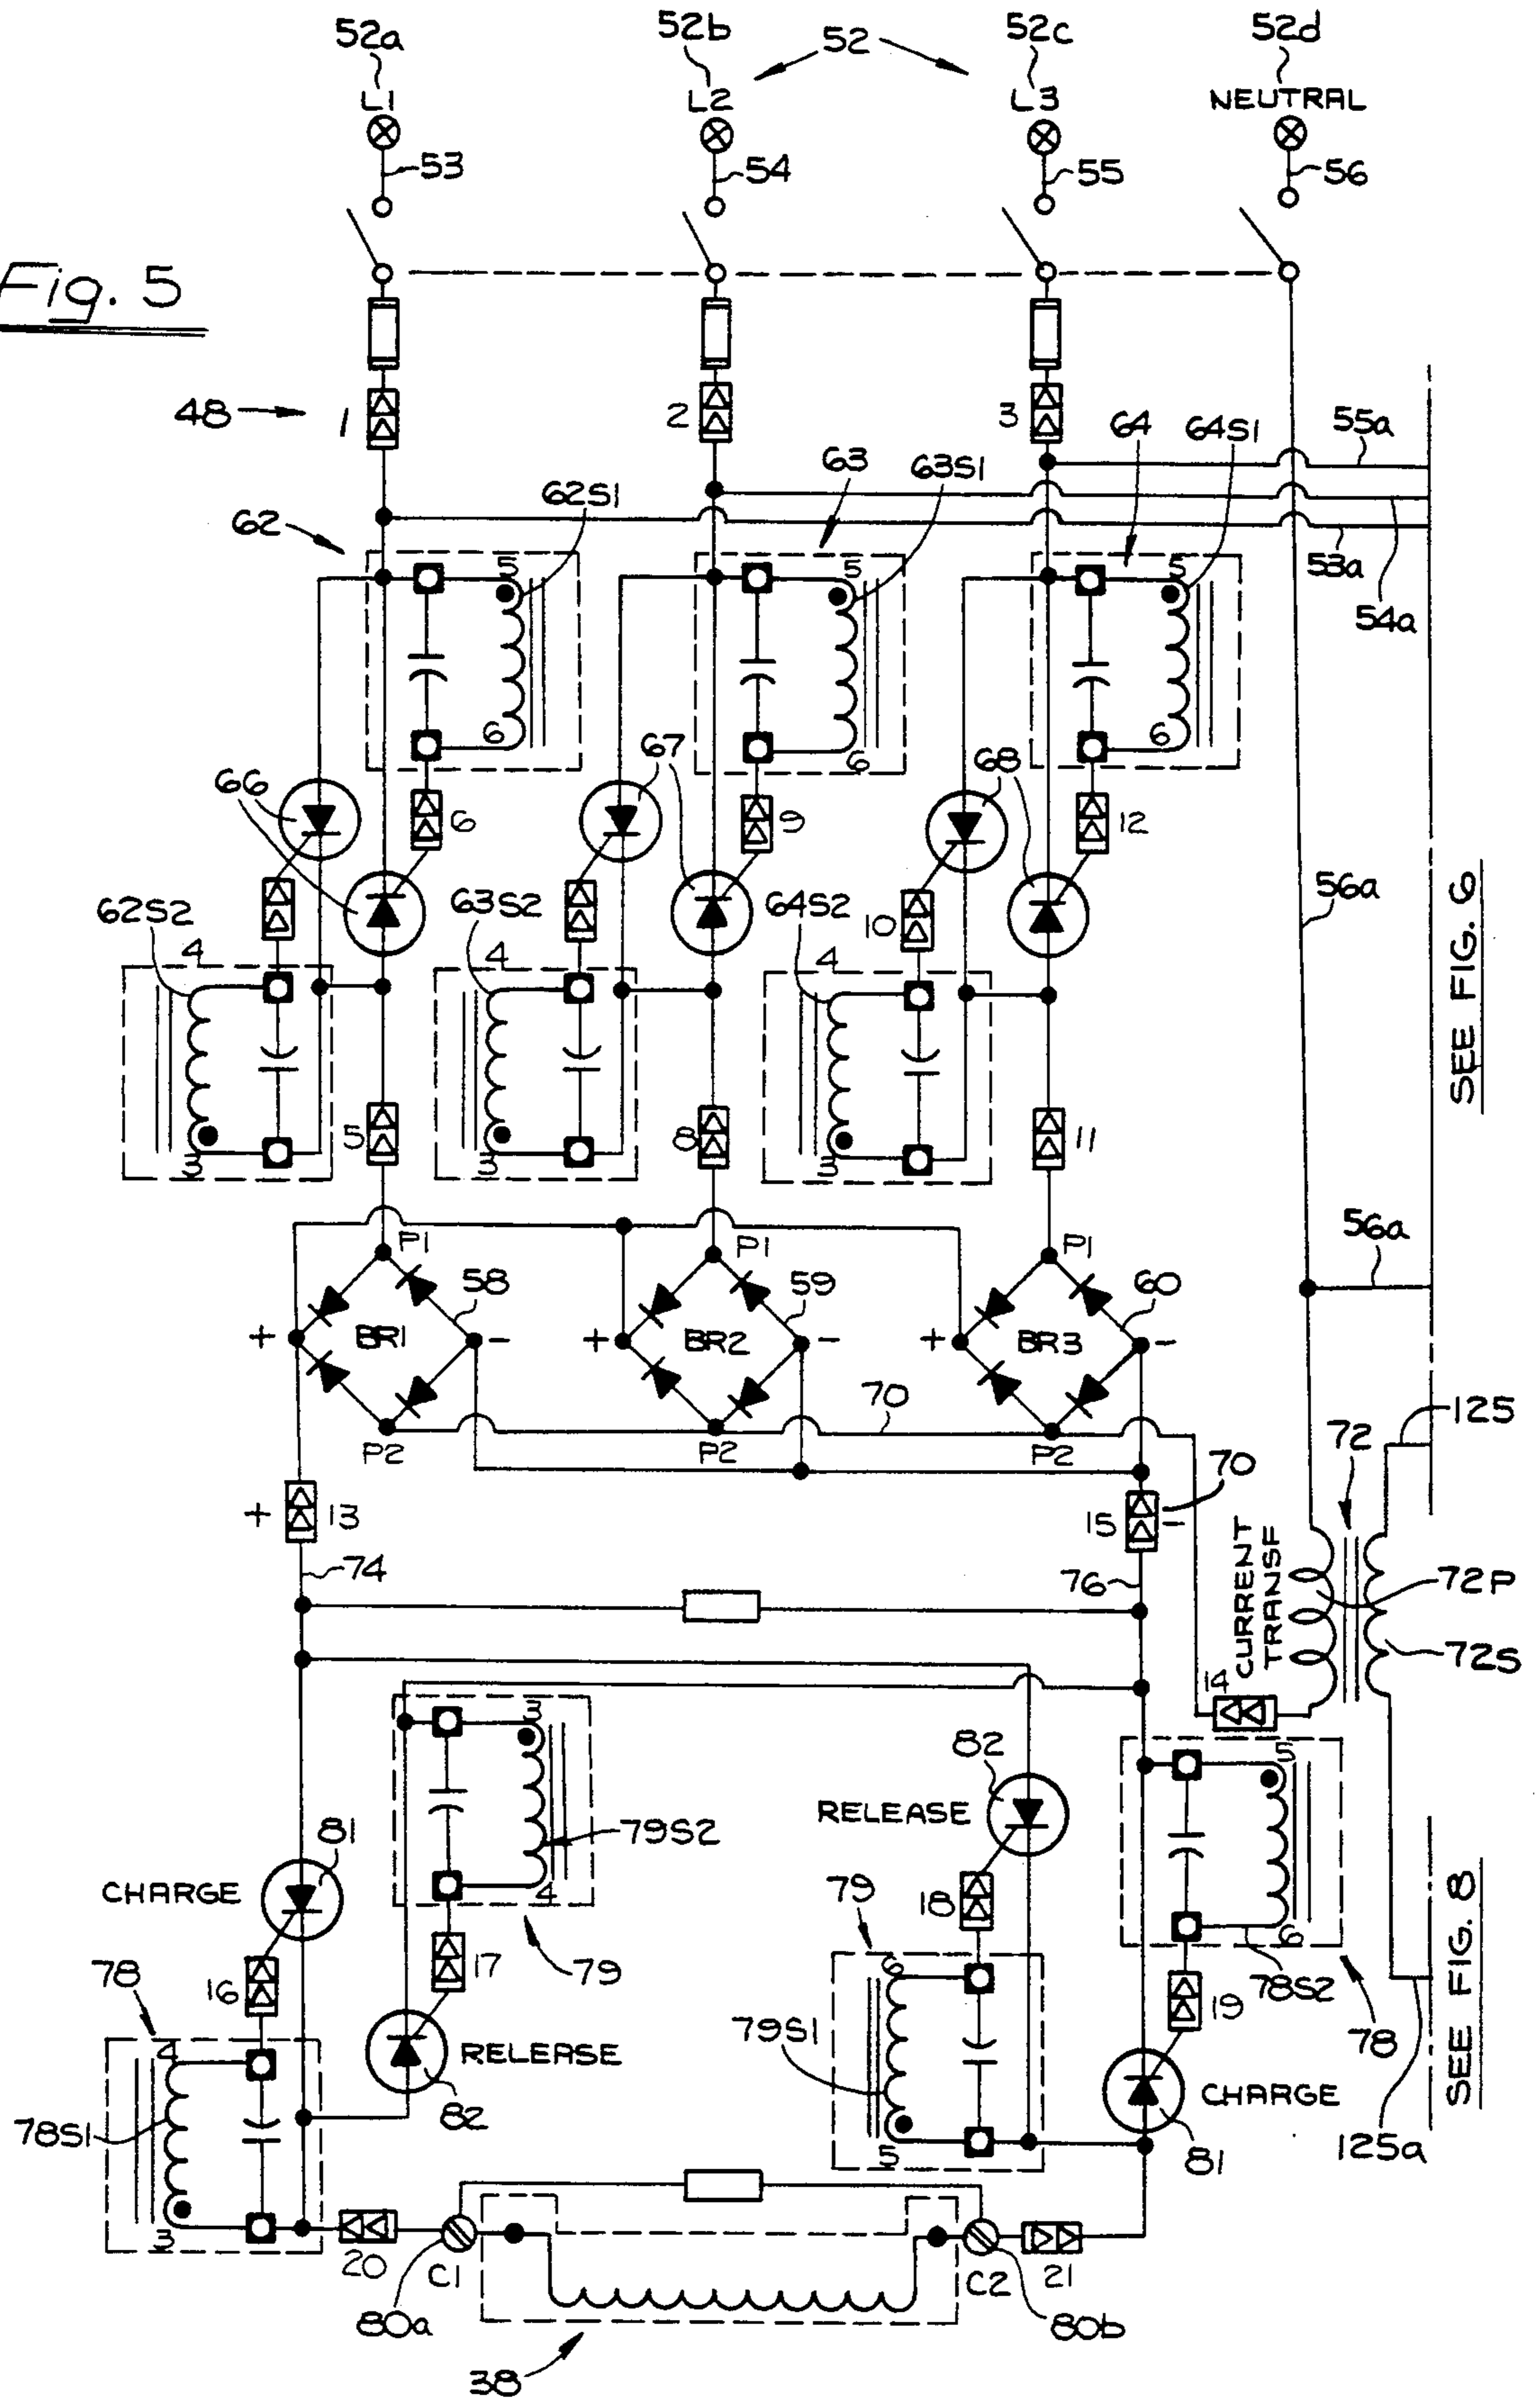 52a
52b
52
52c
52d
L1
L2
L3
NEUTRAL
53
54
55
56
Fig. 5
48
1
2
3
64
64S1
55a
62
62S1
63
63S1
5
5
5
53a
54a
6
6
6
66
67
68
6
9
12
62S2
63S2
64S2
10
56a
SEE FIG. 6
4
4
4
3
3
3
5
8
11
P1
P1
P1
58
59
60
56a
+
BR1
-
+
BR2
-
+
BR3
-
70
125
P2
P2
P2
72
70
+
13
15
-
74
76
CURRENT
TRANSF
72P
72S
14
3
82
5
RELEASE
79S2
81
CHARGE
4
79
18
79
6
78S2
SEE FIG. 8
78
16
17
6
19
78
4
79S1
RELEASE
CHARGE
78S1
82
81
125a
5
3
20
C1
C2
21
80a
80b
38